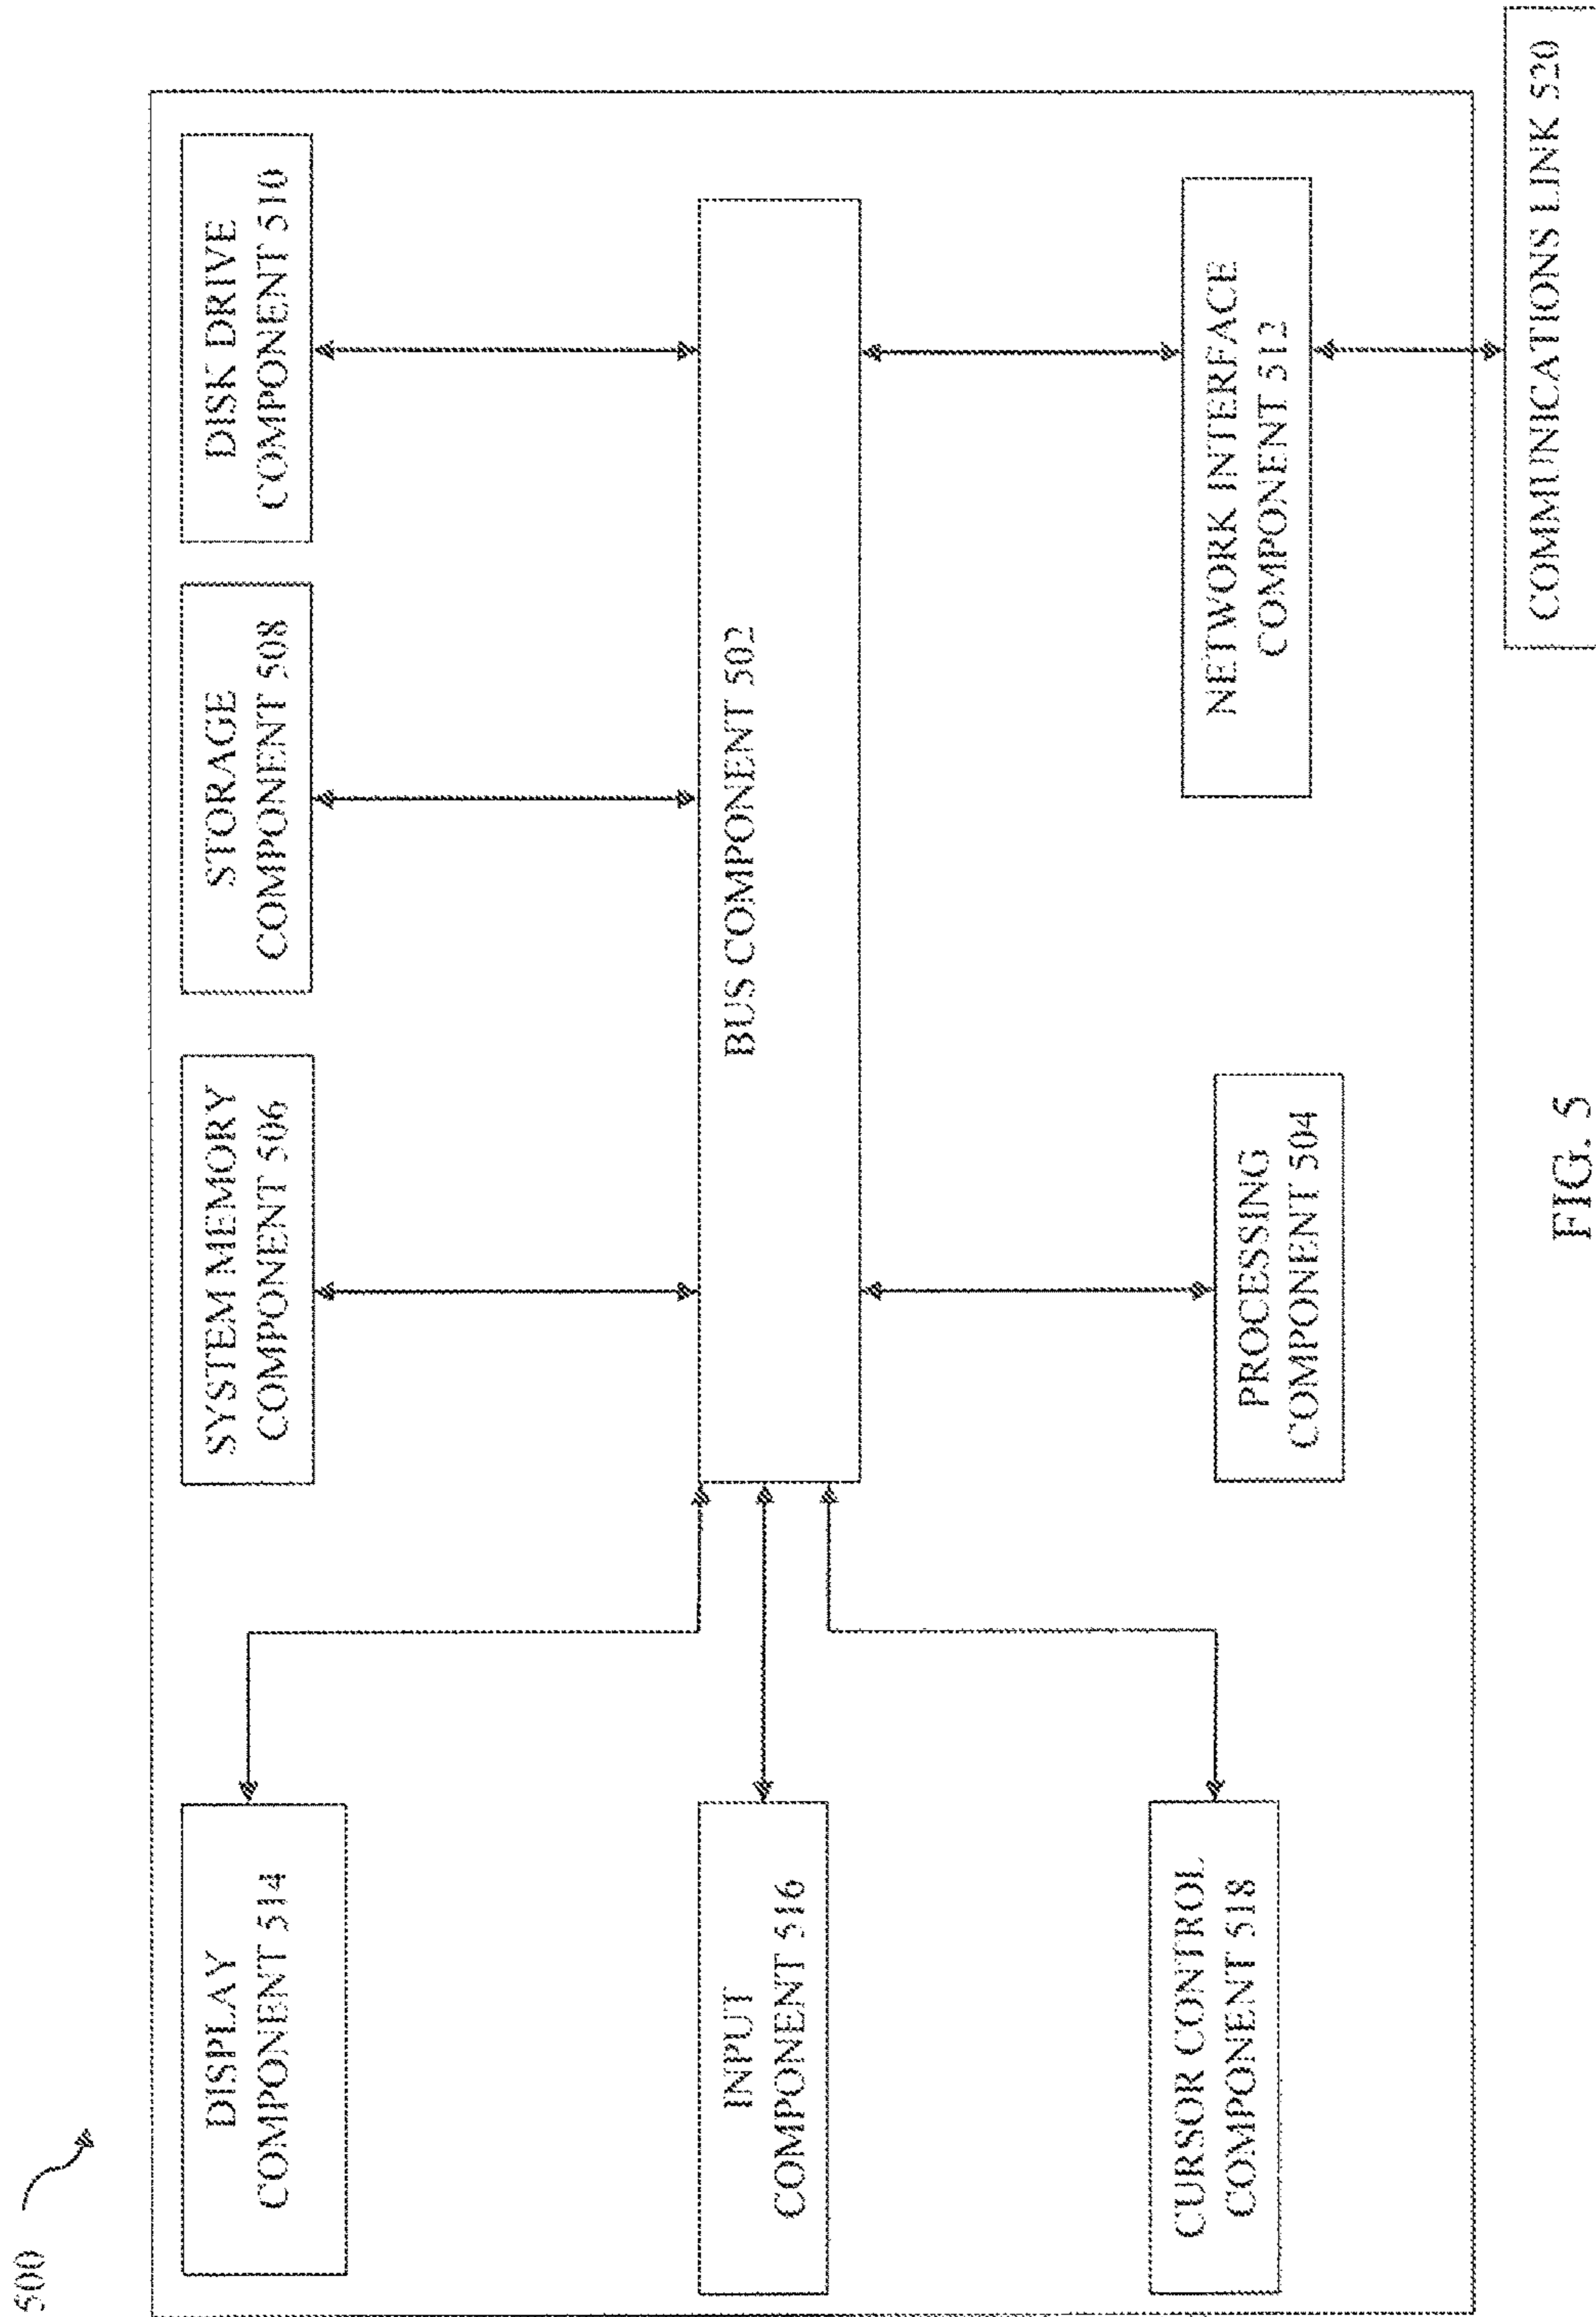 500
DISPLAY
COMPONENT 514
SYSTEM MEMORY
COMPONENT 506
STORAGE
COMPONENT 508
DISK DRIVE
COMPONENT 510
INPUT
COMPONENT 516
BUS COMPONENT 502
CURSOR CONTROL
COMPONENT 518
PROCESSING
COMPONENT 504
NETWORK INTERFACE
COMPONENT 512
COMMUNICATIONS LINK 520
FIG. 5